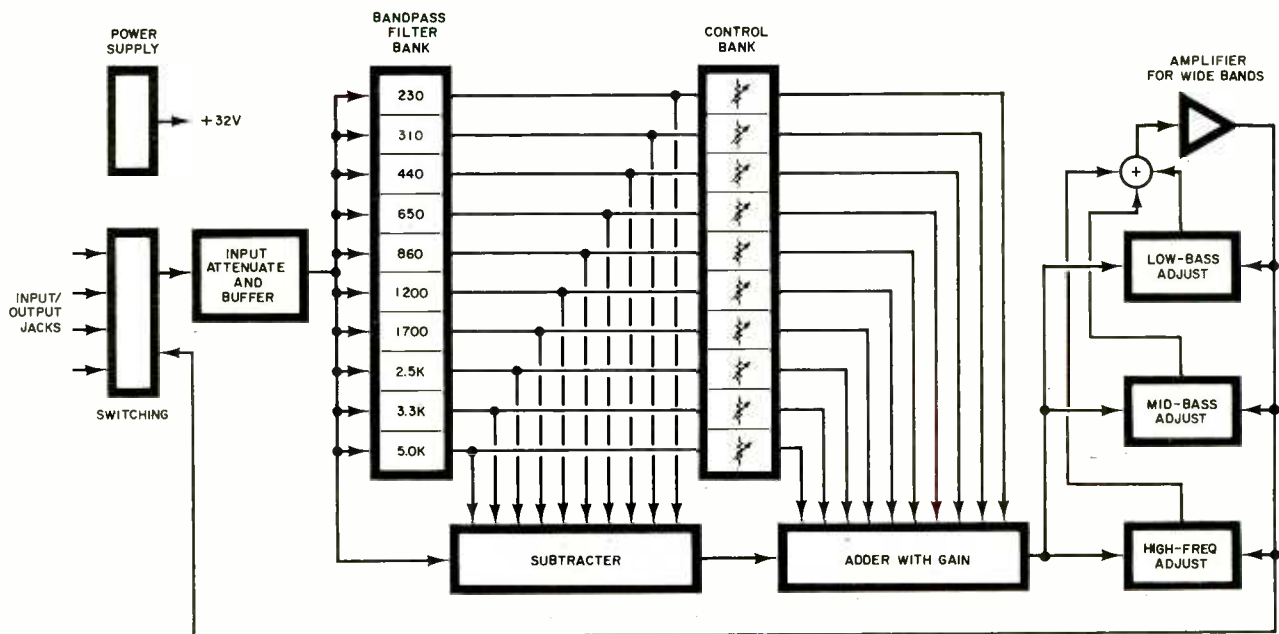 POWER
SUPPLY
+32V
INPUT/
OUTPUT
JACKS
SWITCHING
INPUT
ATTENUATE
AND
BUFFER
BANDPASS
FILTER
BANK
230
310
440
650
860
1200
1700
2.5K
3.3K
5.0K
CONTROL
BANK
SUBTRACTER
ADDER WITH GAIN
AMPLIFIER
FOR WIDE BANDS
+
LOW-BASS
ADJUST
MID-BASS
ADJUST
HIGH-FREQ
ADJUST